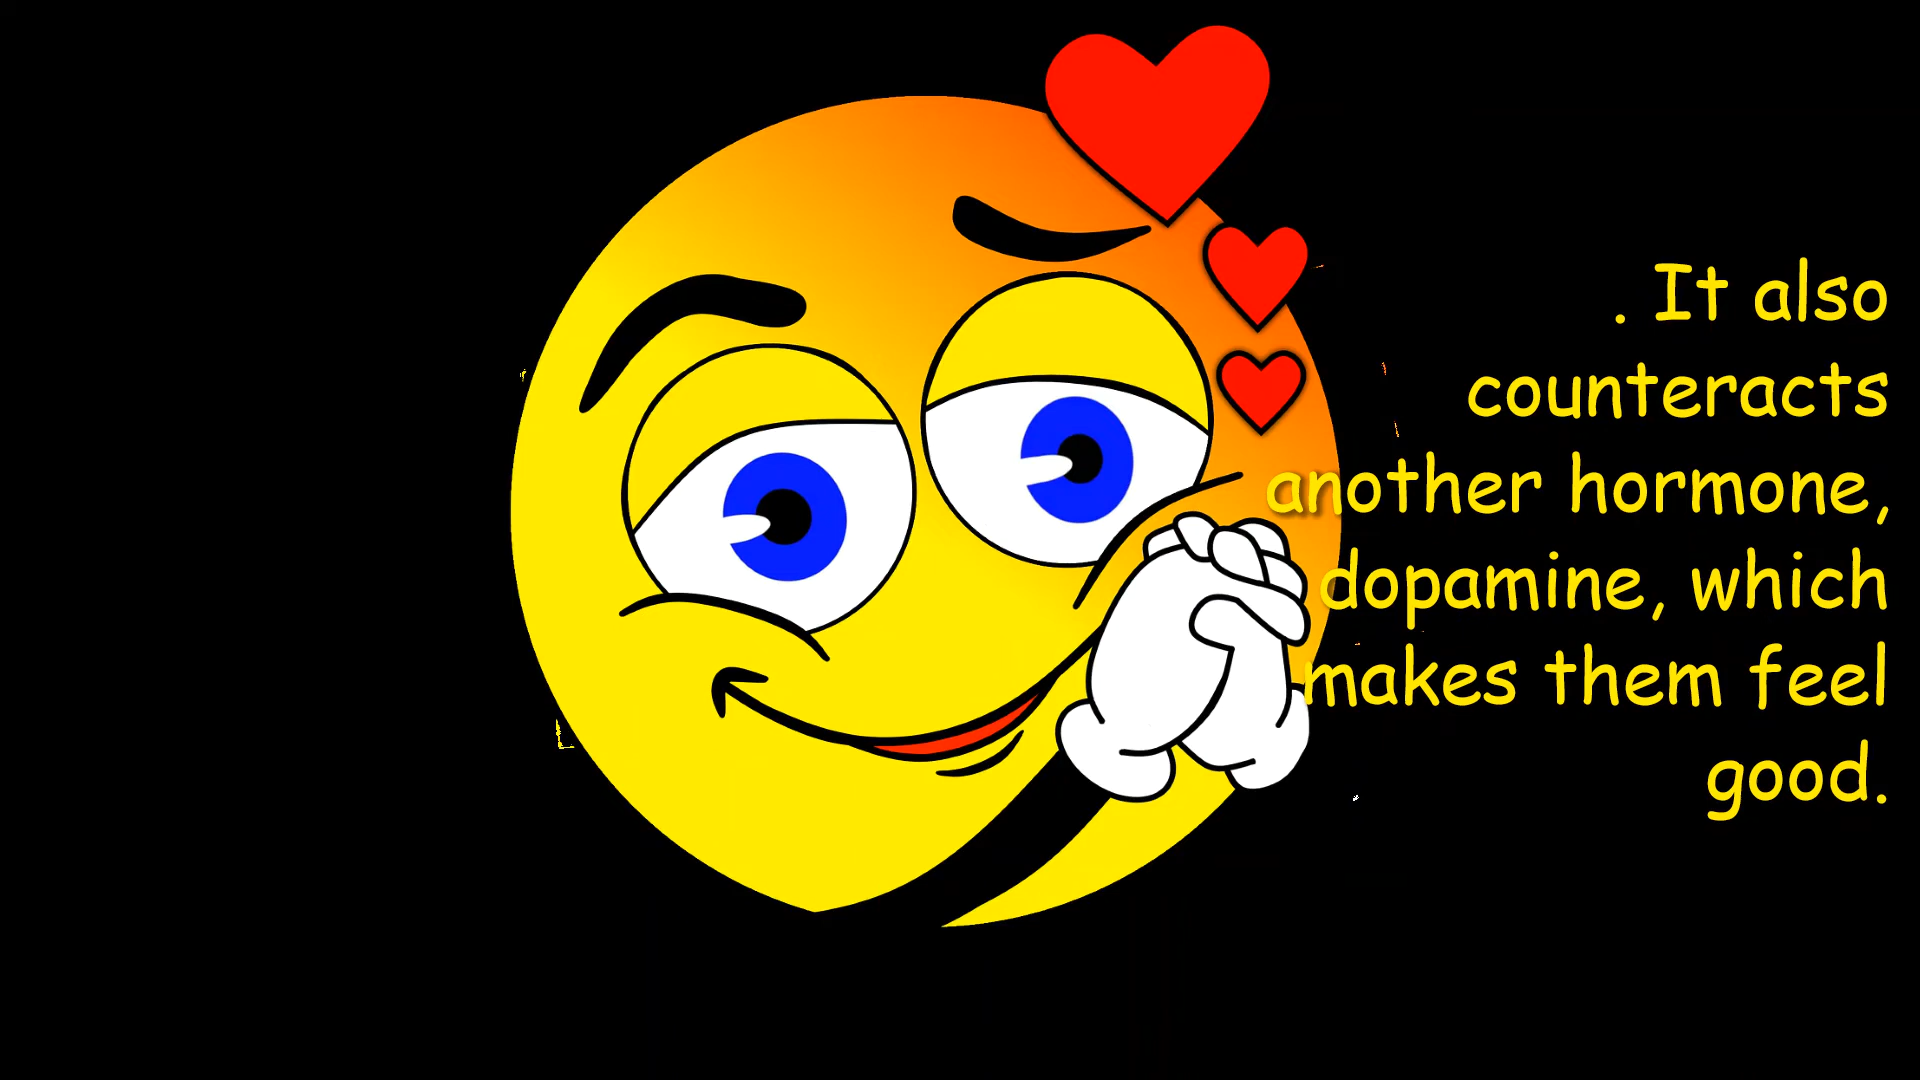 . It also
counteracts
another hormone,
dopamine, which
makes them feel
good.